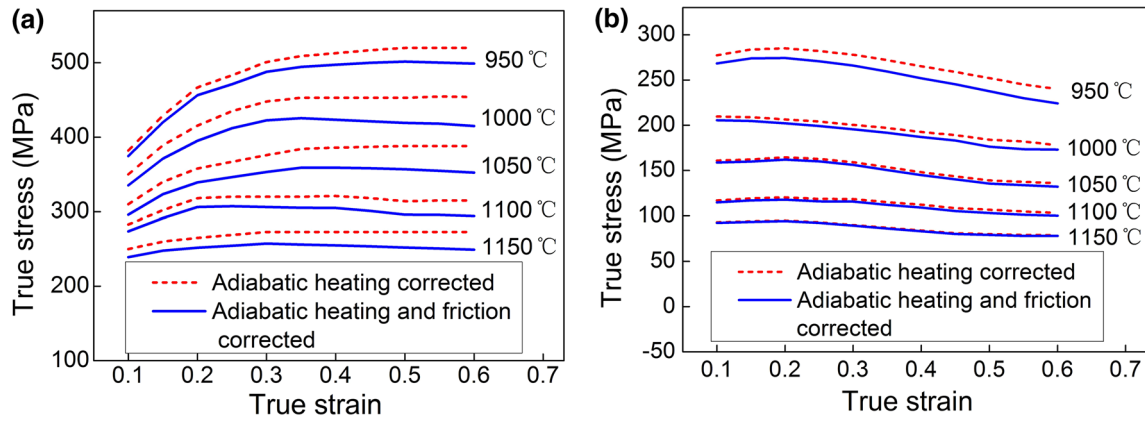 (a)
True stress (MPa)
500
400
300
200
100
950 ℃
1000 ℃
1050 ℃
1100 ℃
1150 ℃
Adiabatic heating corrected
Adiabatic heating and friction
corrected
0.1 0.2 0.3 0.4 0.5 0.6 0.7
True strain
(b)
True stress (MPa)
300
250
200
150
100
50
0
-50
950 ℃
1000 ℃
1050 ℃
1100 ℃
1150 ℃
Adiabatic heating corrected
Adiabatic heating and friction
corrected
0.1 0.2 0.3 0.4 0.5 0.6 0.7
True strain